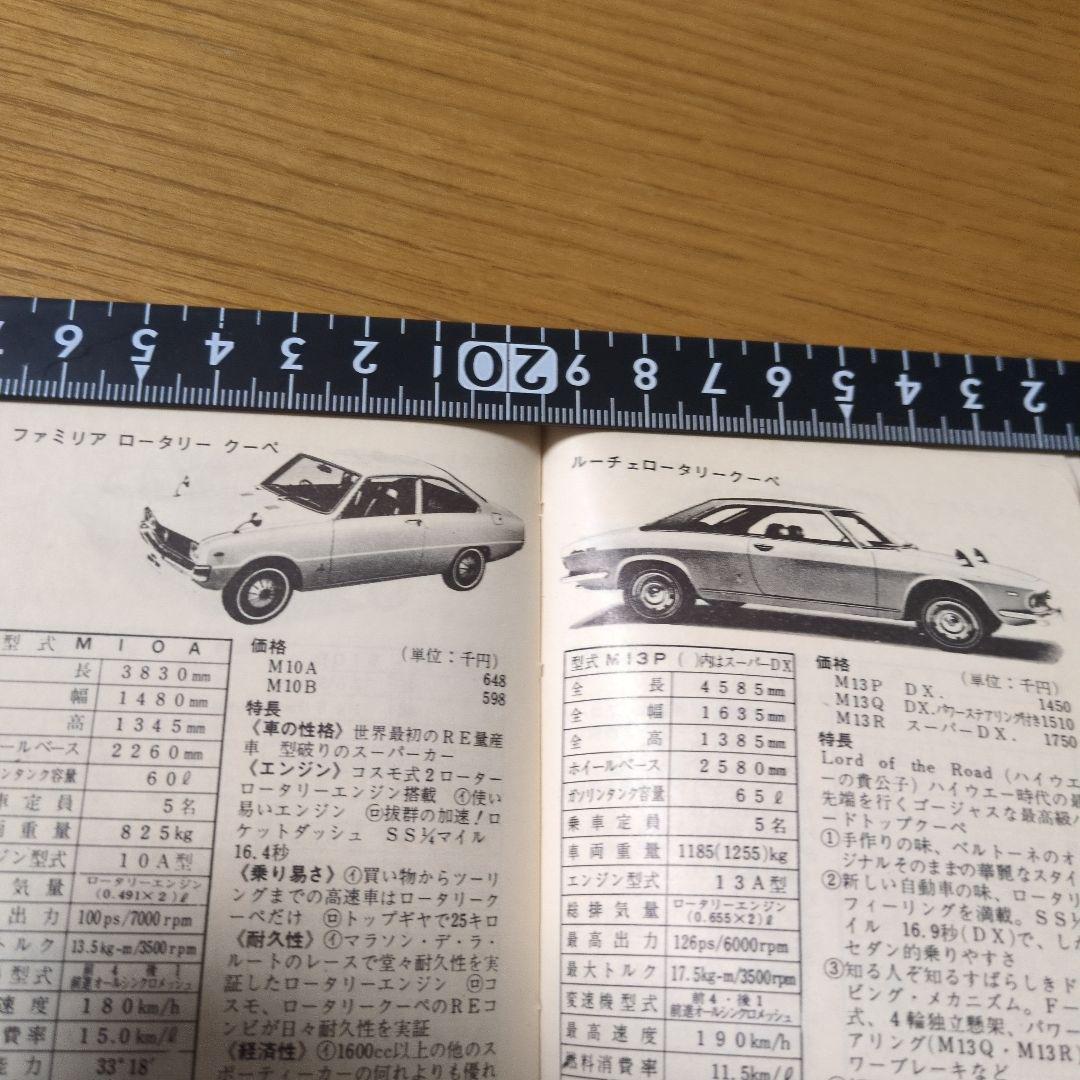 6 5 4 3 2 1 20 9 8 7 6 5 4 3 2
ファミリア ロータリー クーペ
型式 M10A
長 3830mm
幅 1480mm
高 1345mm
ールベース 2260mm
ンタンク容量 60ℓ
車定員 5名
両重量 825kg
ジン型式 10A型
気量 ロータリーエンジン(0.491×2)ℓ
出力 100ps/7000rpm
トルク 13.5kg-m/3500rpm
型式 前4 後1 前進オールシンクロメッシュ
速度 180km/h
費率 15.0km/ℓ
能力 33°18′
価格
(単位：千円)
M10A 648
M10B 598
特長
《車の性格》世界最初のRE量産
車 型破りのスーパーカー
《エンジン》コスモ式2ローター
ロータリーエンジン搭載 ㋑使い
易いエンジン ㋺抜群の加速！ロ
ケットダッシュ SS¼マイル
16.4秒
《乗り易さ》㋑買い物からツーリ
ングまでの高速車はロータリーク
ーペだけ ㋺トップギヤで25キロ
《耐久性》㋑マラソン・デ・ラ・
ルートのレースで堂々耐久性を実
証したロータリーエンジン ㋺コ
スモ、ロータリークーペのREコ
ンビが日々耐久性を実証
《経済性》㋑1600cc以上の他のス
ポーティーカーの何れよりも優れ
ルーチェロータリークーペ
型式 M13P ( )内はスーパーDX
全長 4585mm
全幅 1635mm
全高 1385mm
ホイールベース 2580mm
ガソリンタンク容量 65ℓ
乗車定員 5名
車両重量 1185(1255)kg
エンジン型式 13A型
総排気量 ロータリーエンジン(0.655×2)ℓ
最高出力 126ps/6000rpm
最大トルク 17.5kg-m/3500rpm
変速機型式 前4・後1 前進オールシンクロメッシュ
最高速度 190km/h
燃料消費率 11.5km/ℓ
価格
(単位：千円)
M13P DX. 1450
M13Q DX.パワーステアリング付き1510
M13R スーパーDX. 1750
特長
Lord of the Road (ハイウエ
ーの貴公子) ハイウエー時代の最
先端を行くゴージャスな最高級ハ
ードトップクーペ
①手作りの味、ベルトーネのオ
ジナルそのままの華麗なスタイ
②新しい自動車の味、ロータリ
フィーリングを満載。SS¼
イル 16.9秒(DX)で、しか
セダン的乗りやすさ
③知る人ぞ知るすばらしきド
ビング・メカニズム。F—
式、4輪独立懸架、パワー
アリング(M13Q・M13R)
ワーブレーキなど